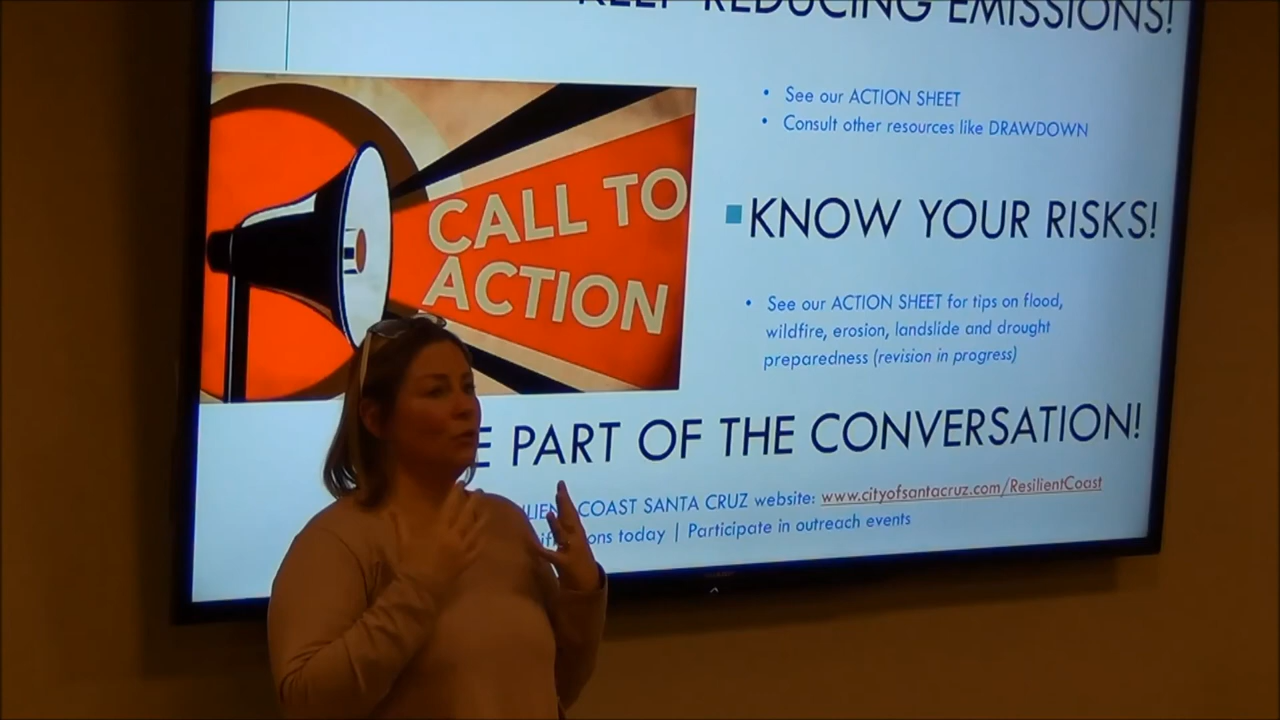 KEEP REDUCING EMISSIONS!
• See our ACTION SHEET
• Consult other resources like DRAWDOWN
CALL TO
ACTION
KNOW YOUR RISKS!
• See our ACTION SHEET for tips on flood,
wildfire, erosion, landslide and drought
preparedness (revision in progress)
PART OF THE CONVERSATION!
COAST SANTA CRUZ website: www.cityofsantacruz.com/ResilientCoast
today | Participate in outreach events